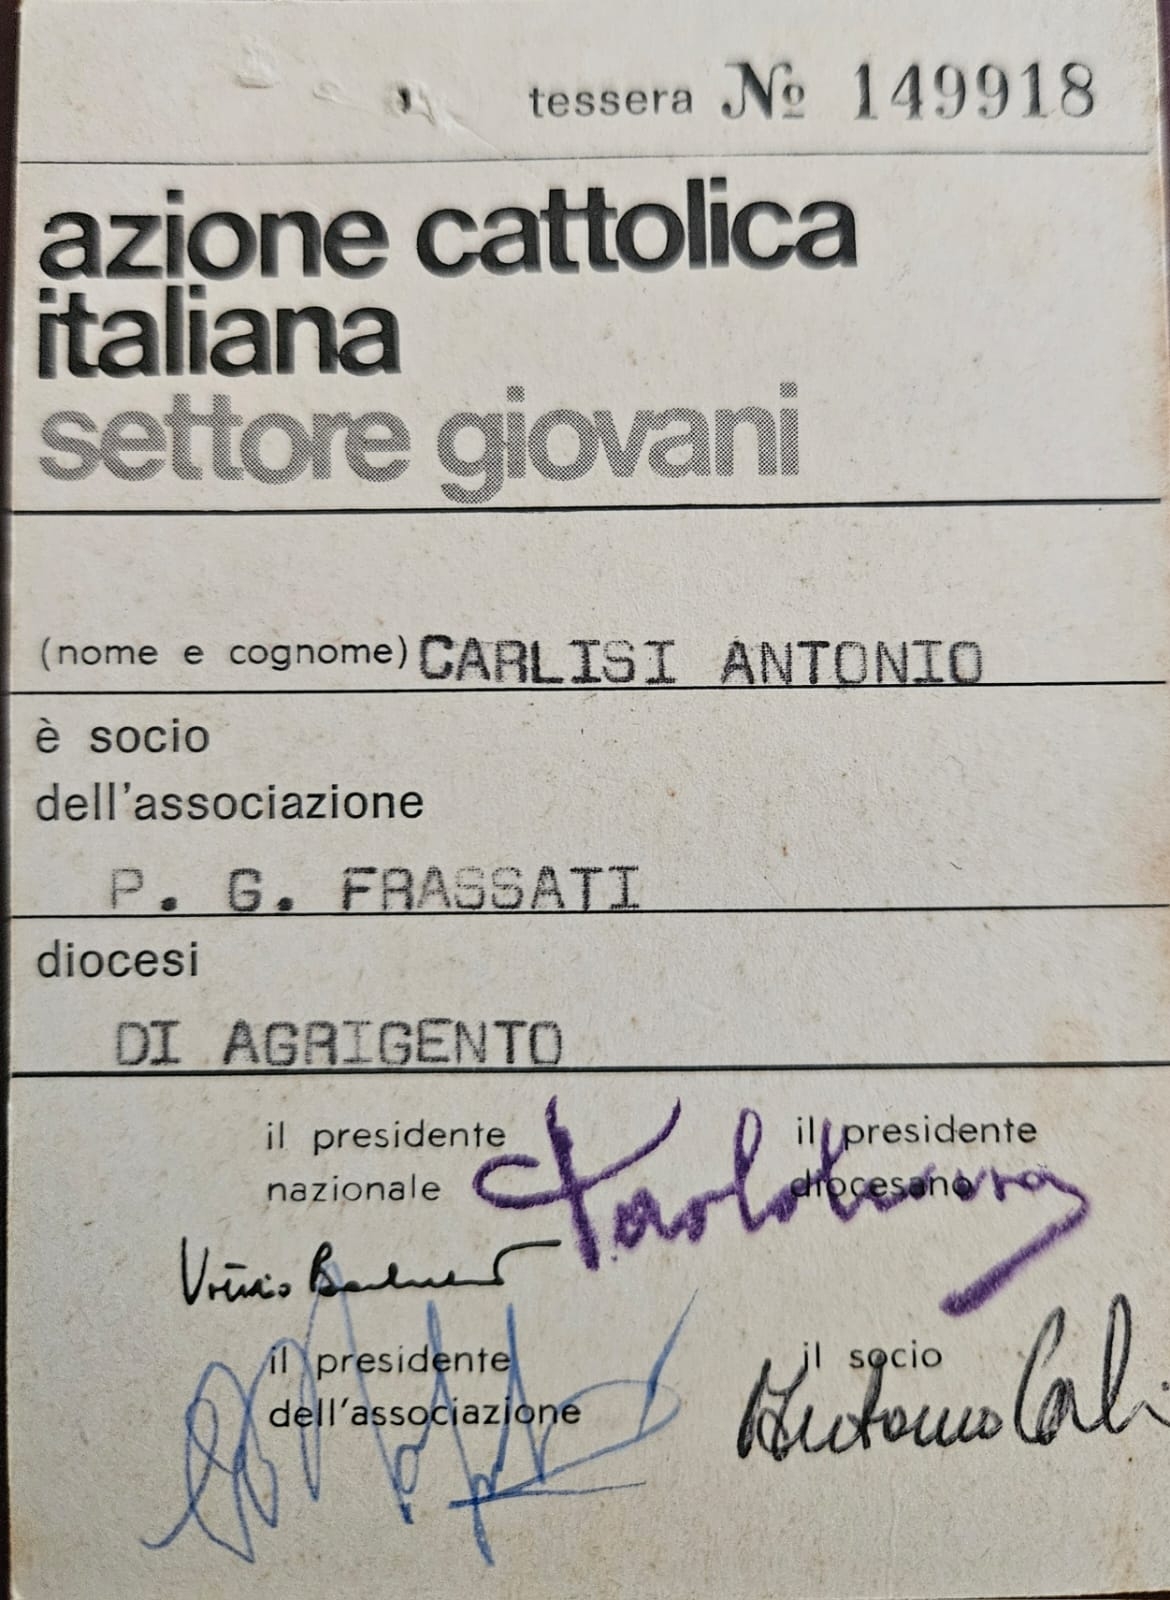 tessera № 149918
azione cattolica
italiana
settore giovani
(nome e cognome) CARLISI ANTONIO
è socio
dell'associazione
P. G. FRASSATI
diocesi
DI AGRIGENTO
il presidente
nazionale
il presidente
diocesano
il presidente
dell'associazione
il socio
Antonio